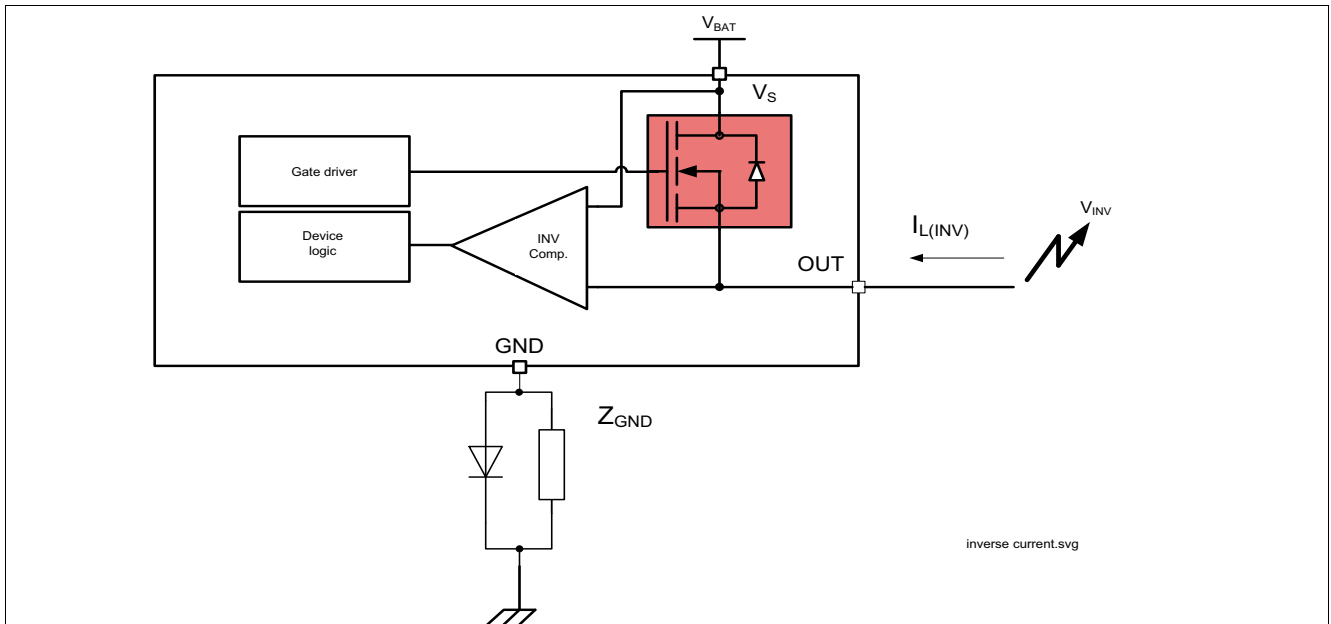 VBAT
VS
Gate driver
Device
logic
INV
Comp.
OUT
IL(INV)
VINV
GND
ZGND
inverse current.svg